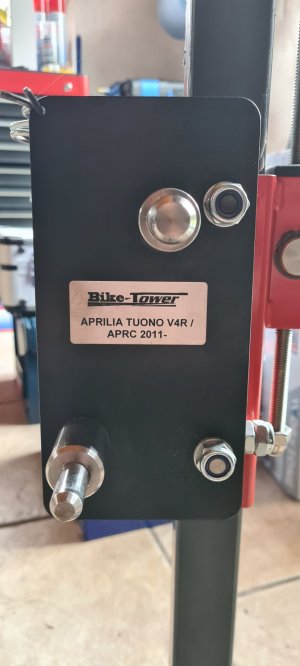 Bike-Tower
APRILIA TUONO V4R /
APRC 2011-